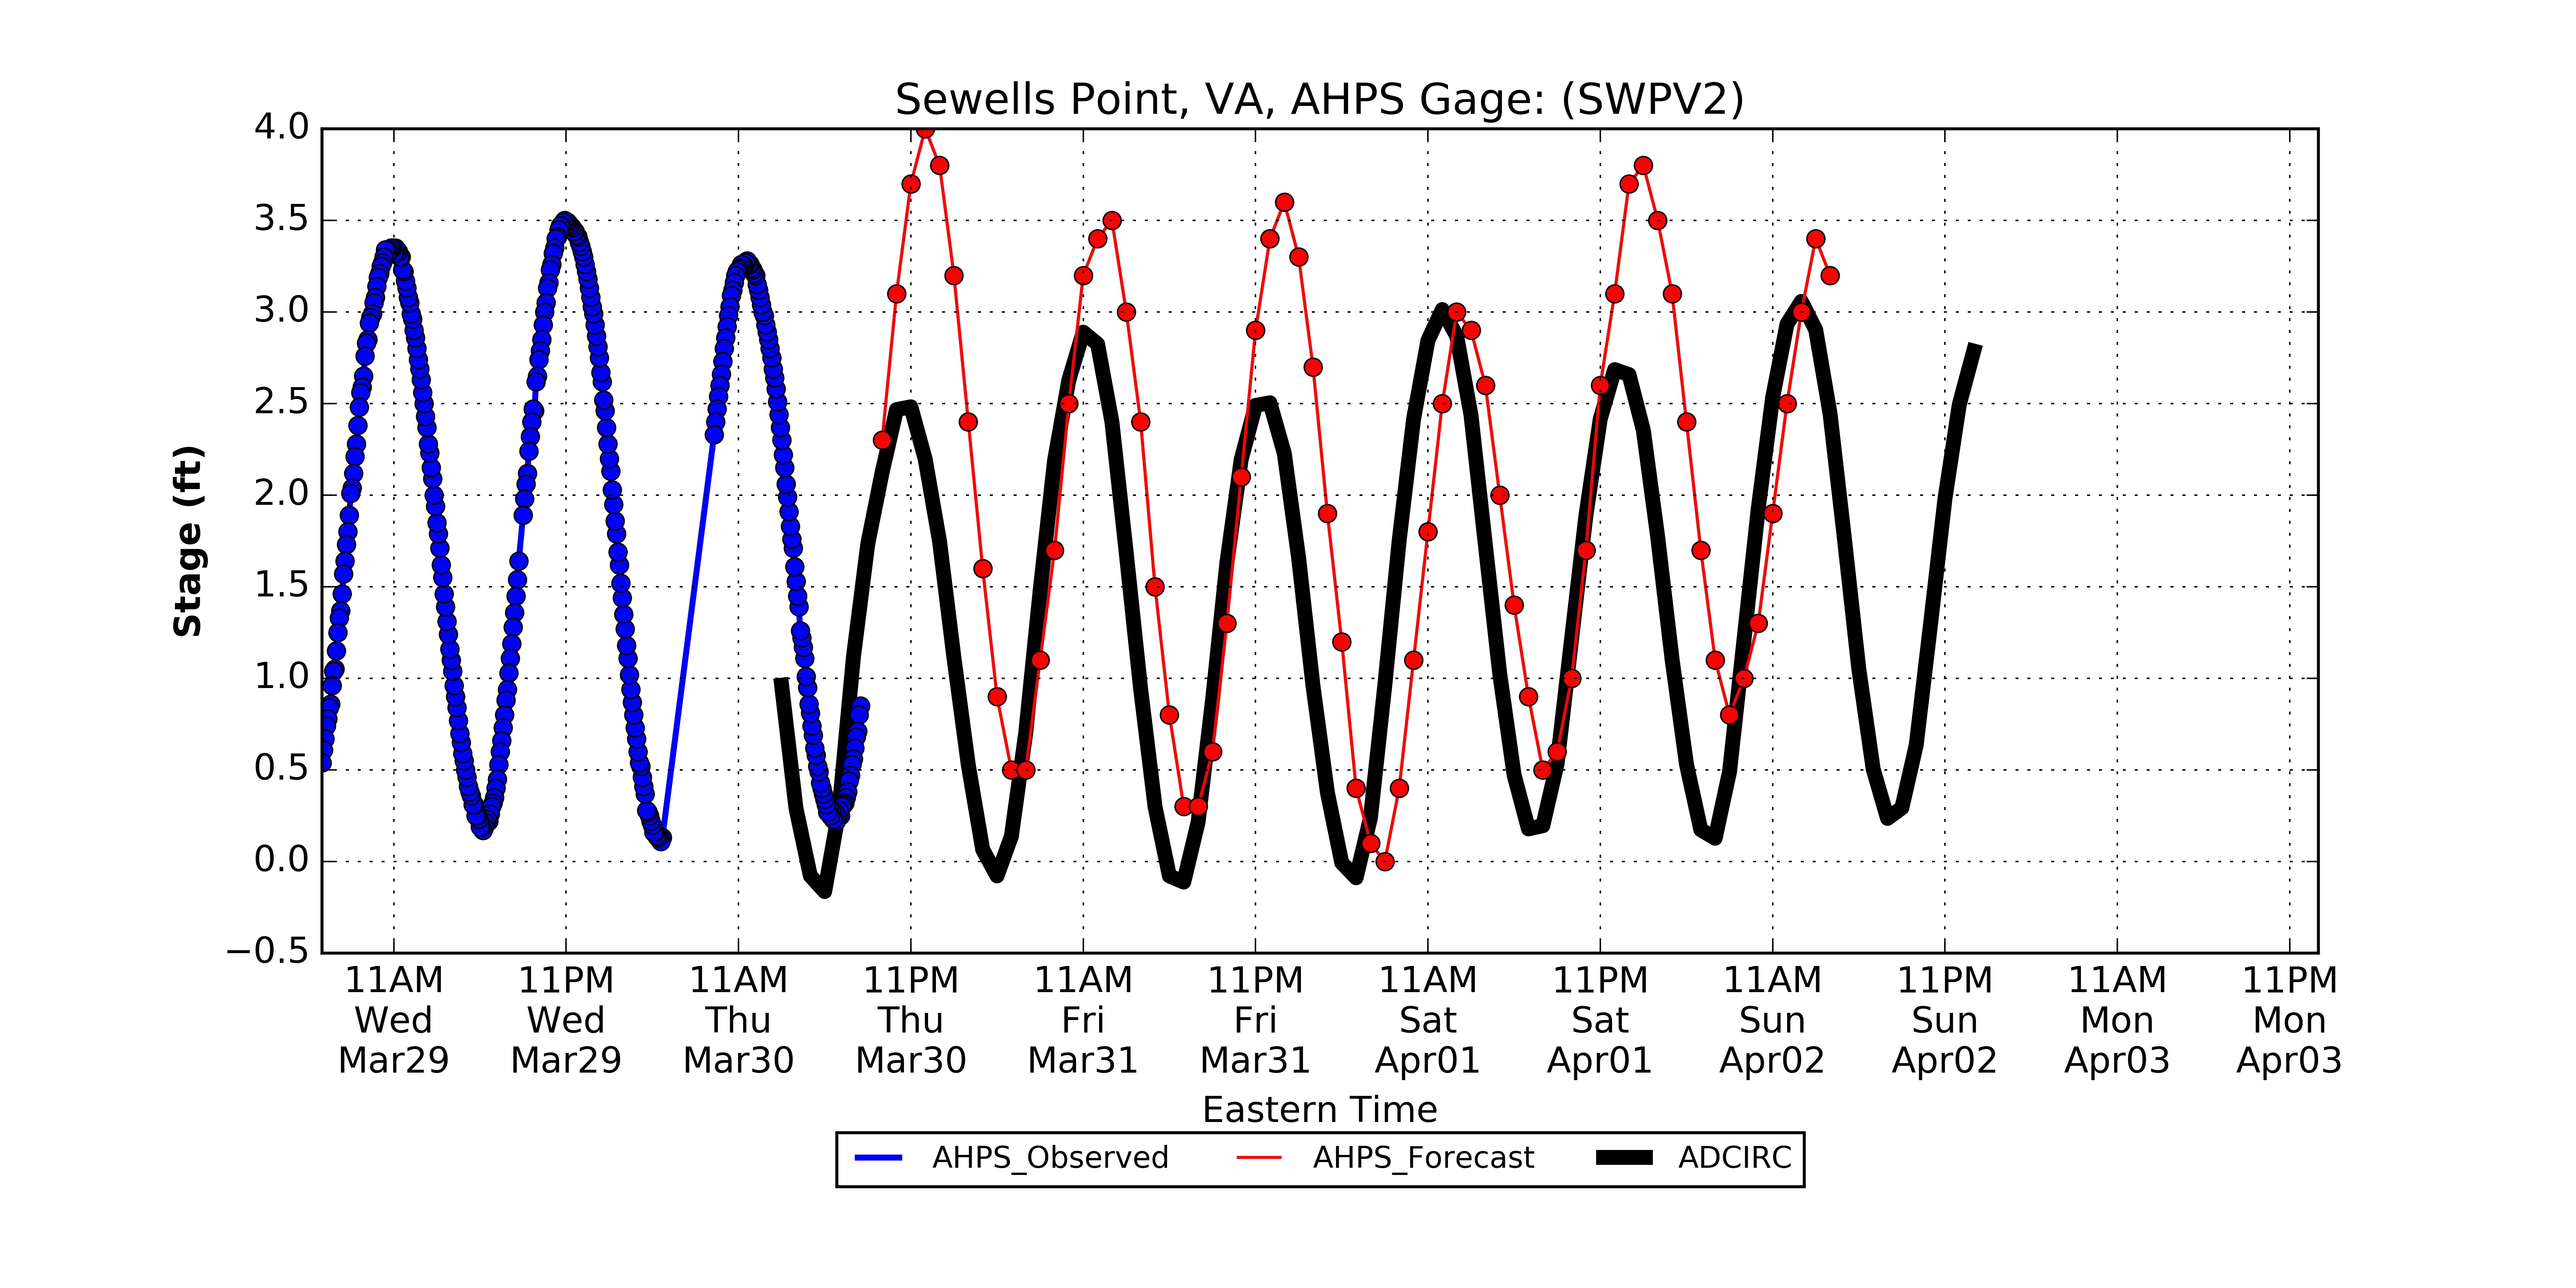 Sewells Point, VA, AHPS Gage: (SWPV2)
4.0
3.5
3.0
2.5
2.0
1.5
1.0
0.5
0.0
−0.5
Stage (ft)
11AM 11PM 11AM 11PM 11AM 11PM 11AM 11PM 11AM 11PM 11AM 11PM
Wed Wed Thu Thu Fri Fri Sat Sat Sun Sun Mon Mon
Mar29 Mar29 Mar30 Mar30 Mar31 Mar31 Apr01 Apr01 Apr02 Apr02 Apr03 Apr03
Eastern Time
AHPS_Observed AHPS_Forecast ADCIRC